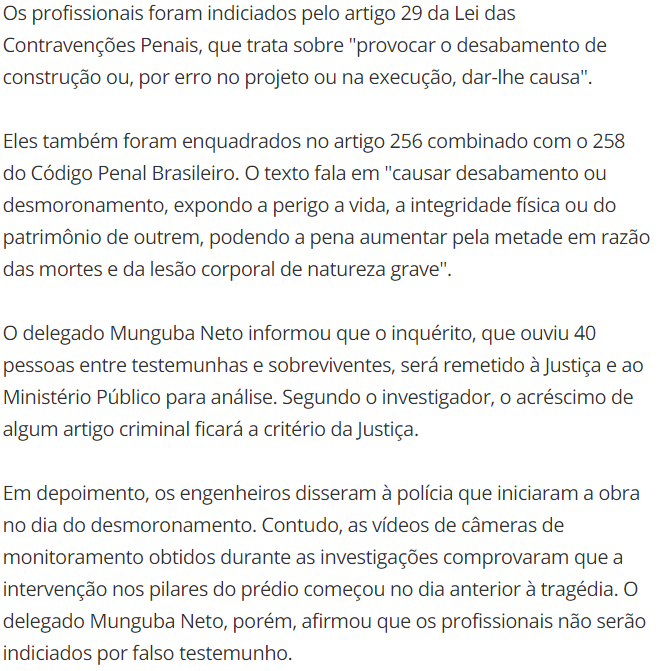 Os profissionais foram indiciados pelo artigo 29 da Lei das
Contravenções Penais, que trata sobre "provocar o desabamento de
construção ou, por erro no projeto ou na execução, dar-lhe causa".
Eles também foram enquadrados no artigo 256 combinado com o 258
do Código Penal Brasileiro. O texto fala em "causar desabamento ou
desmoronamento, expondo a perigo a vida, a integridade física ou do
patrimônio de outrem, podendo a pena aumentar pela metade em razão
das mortes e da lesão corporal de natureza grave".
O delegado Munguba Neto informou que o inquérito, que ouviu 40
pessoas entre testemunhas e sobreviventes, será remetido à Justiça e ao
Ministério Público para análise. Segundo o investigador, o acréscimo de
algum artigo criminal ficará a critério da Justiça.
Em depoimento, os engenheiros disseram à polícia que iniciaram a obra
no dia do desmoronamento. Contudo, as vídeos de câmeras de
monitoramento obtidos durante as investigações comprovaram que a
intervenção nos pilares do prédio começou no dia anterior à tragédia. O
delegado Munguba Neto, porém, afirmou que os profissionais não serão
indiciados por falso testemunho.